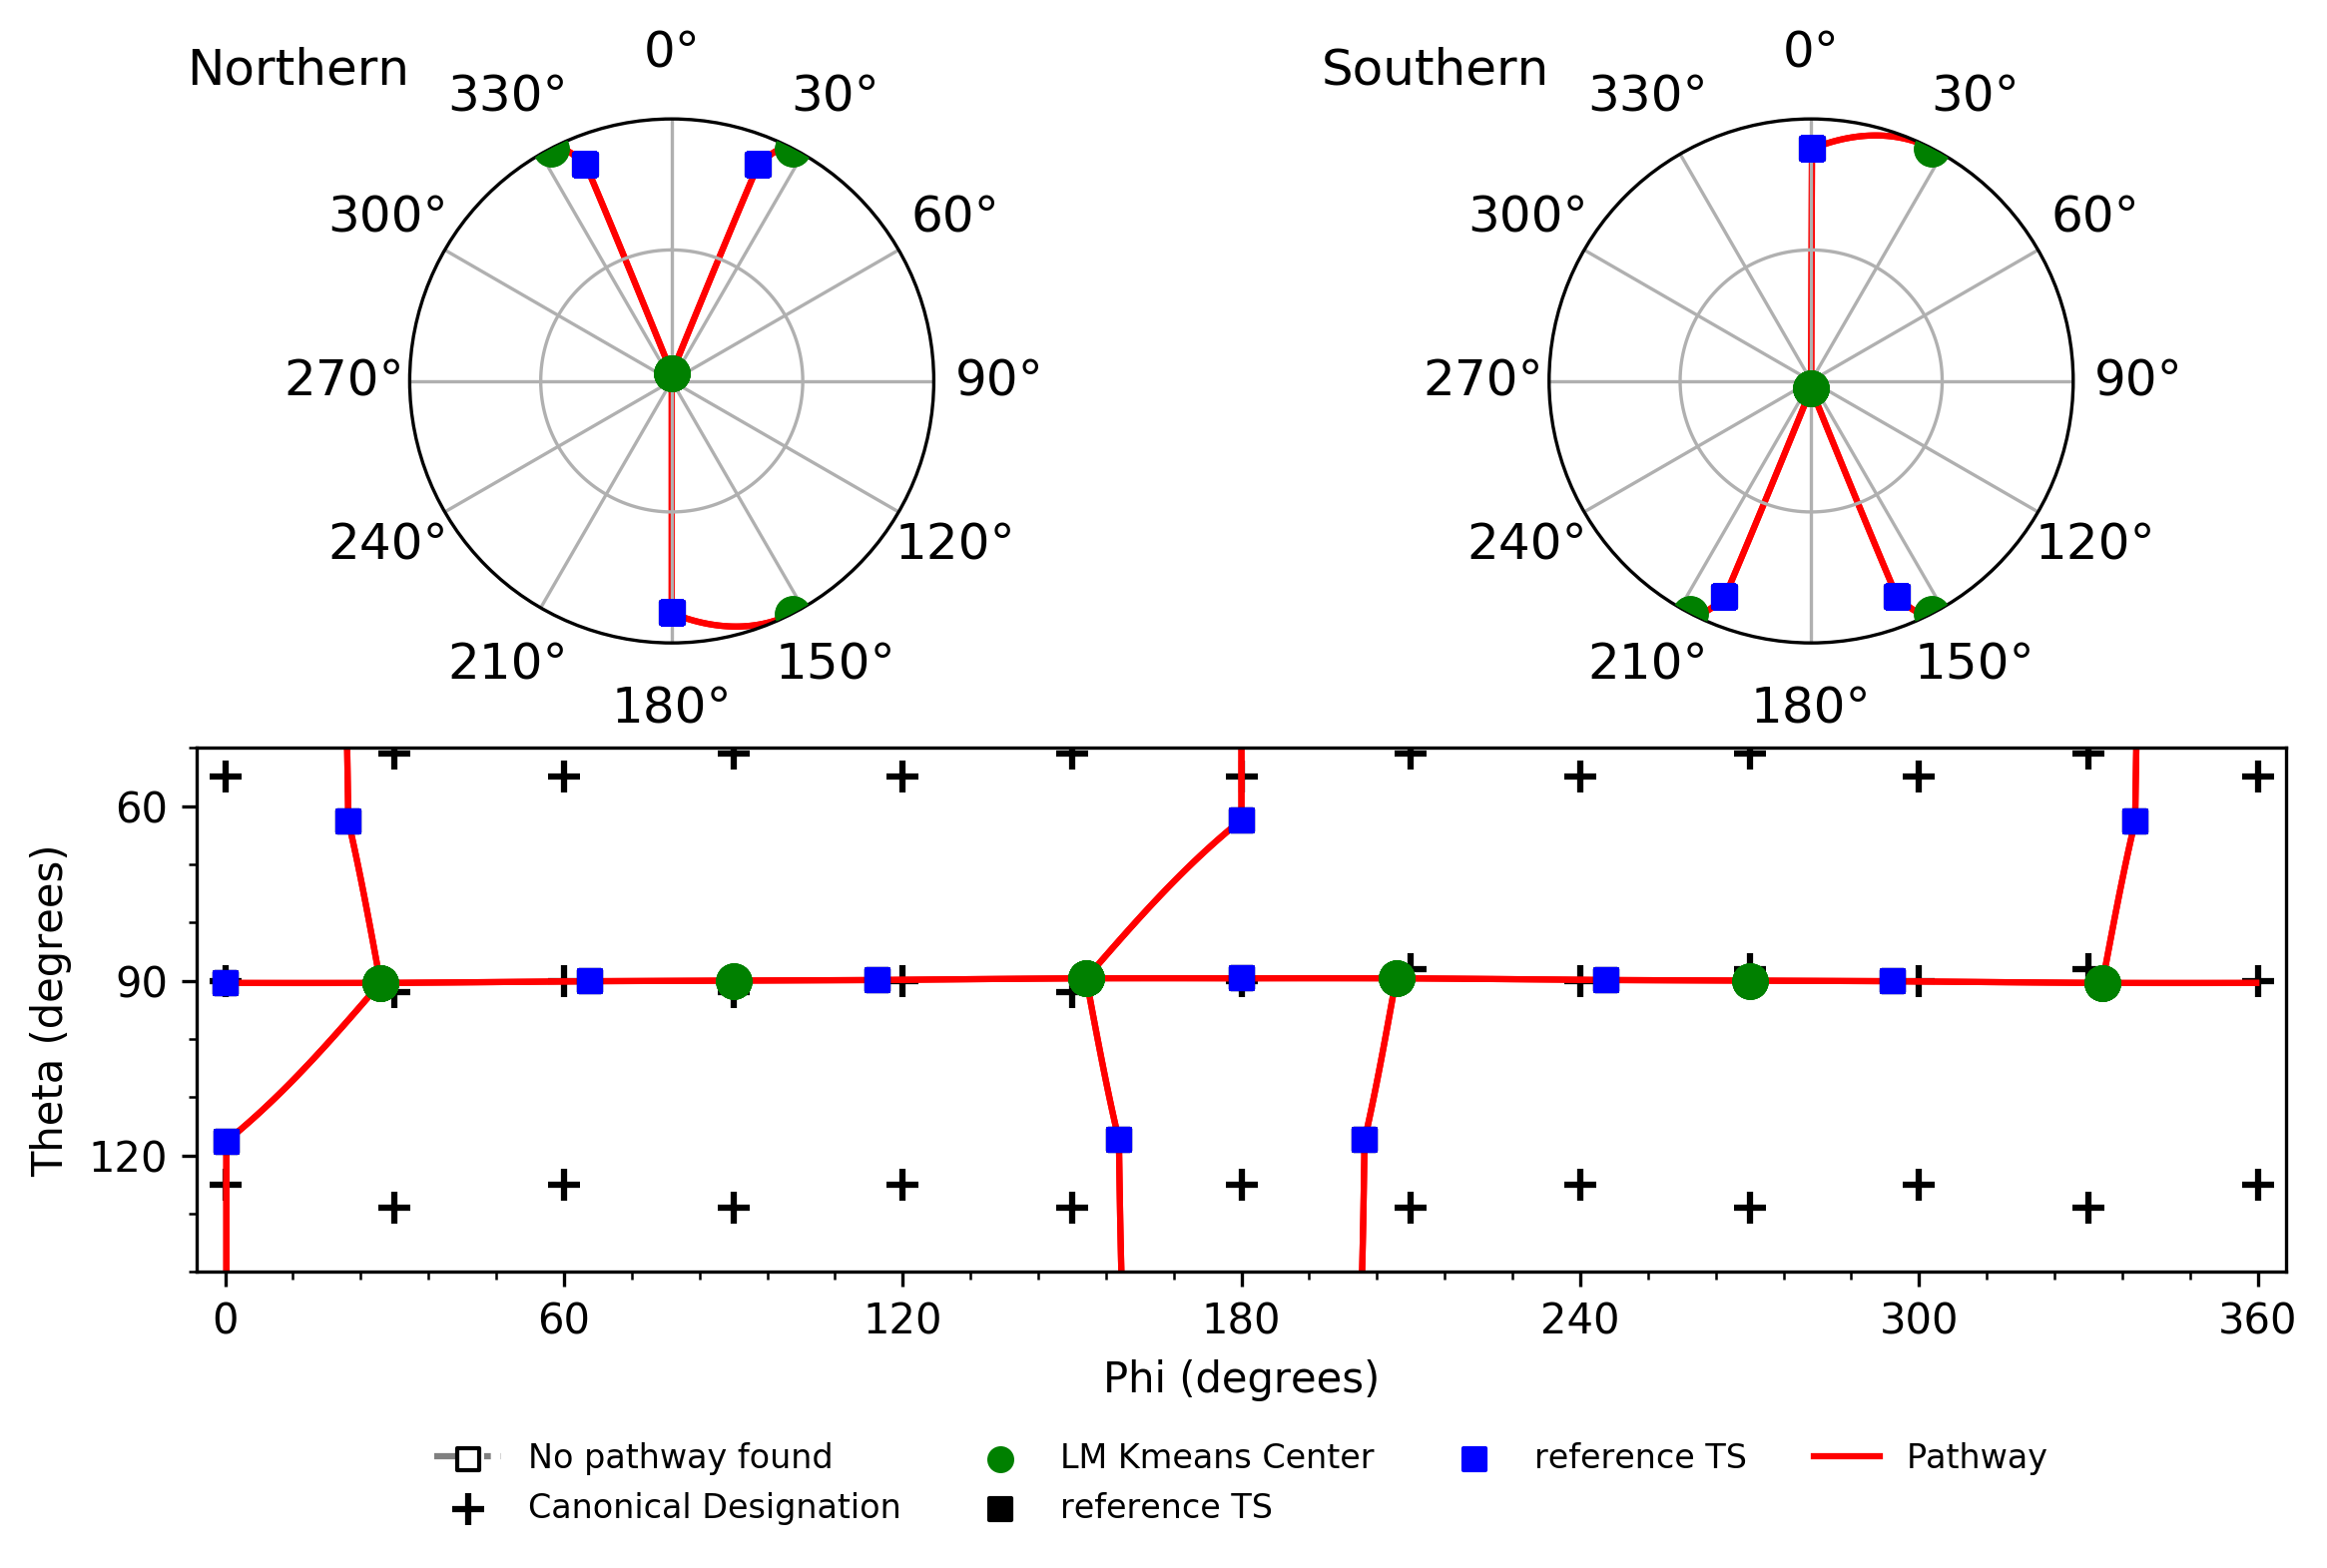 Northern
0°
30°
60°
90°
120°
150°
180°
210°
240°
270°
300°
330°
Southern
0°
30°
60°
90°
120°
150°
180°
210°
240°
270°
300°
330°
Theta (degrees)
60
90
120
0 60 120 180 240 300 360
Phi (degrees)
No pathway found
Canonical Designation
LM Kmeans Center
reference TS
reference TS
Pathway